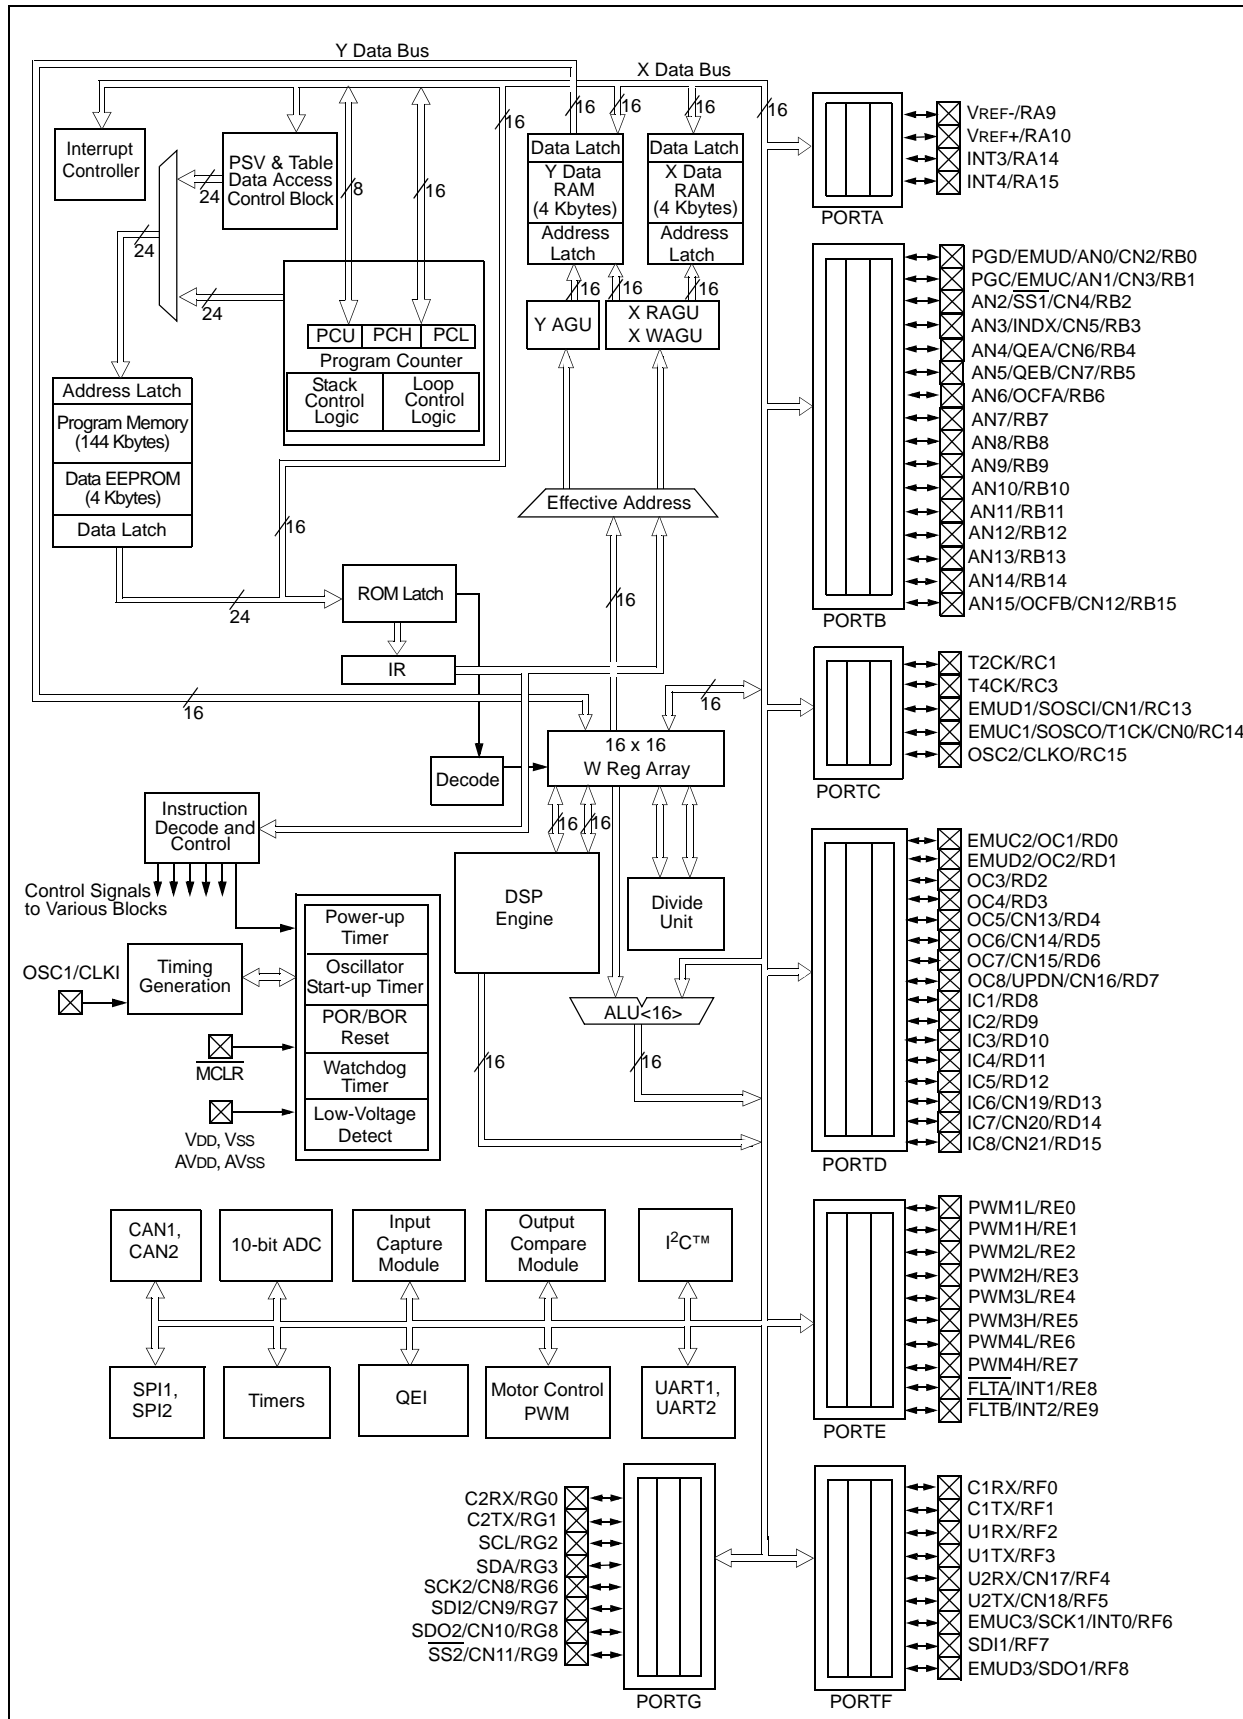 Y Data Bus
X Data Bus
16
16
16
16
16
Interrupt
Controller
PSV & Table
Data Access
Control Block
24
24
24
8
16
Data Latch
Y Data
RAM
(4 Kbytes)
Address
Latch
Data Latch
X Data
RAM
(4 Kbytes)
Address
Latch
16
16
16
Y AGU
X RAGU
X WAGU
PCU
PCH
PCL
Program Counter
Stack
Control
Logic
Loop
Control
Logic
Address Latch
Program Memory
(144 Kbytes)
Data EEPROM
(4 Kbytes)
Data Latch
Effective Address
16
24
ROM Latch
16
IR
16
16
16 x 16
W Reg Array
Decode
Instruction
Decode and
Control
Control Signals
to Various Blocks
16
16
DSP
Engine
Divide
Unit
Power-up
Timer
Oscillator
Start-up Timer
POR/BOR
Reset
Watchdog
Timer
Low-Voltage
Detect
OSC1/CLKI
Timing
Generation
MCLR
VDD, VSS
AVDD, AVSS
ALU<16>
16
16
CAN1,
CAN2
10-bit ADC
Input
Capture
Module
Output
Compare
Module
I2C™
SPI1,
SPI2
Timers
QEI
Motor Control
PWM
UART1,
UART2
VREF-/RA9
VREF+/RA10
INT3/RA14
INT4/RA15
PORTA
PGD/EMUD/AN0/CN2/RB0
PGC/EMUC/AN1/CN3/RB1
AN2/SS1/CN4/RB2
AN3/INDX/CN5/RB3
AN4/QEA/CN6/RB4
AN5/QEB/CN7/RB5
AN6/OCFA/RB6
AN7/RB7
AN8/RB8
AN9/RB9
AN10/RB10
AN11/RB11
AN12/RB12
AN13/RB13
AN14/RB14
AN15/OCFB/CN12/RB15
PORTB
T2CK/RC1
T4CK/RC3
EMUD1/SOSCI/CN1/RC13
EMUC1/SOSCO/T1CK/CN0/RC14
OSC2/CLKO/RC15
PORTC
EMUC2/OC1/RD0
EMUD2/OC2/RD1
OC3/RD2
OC4/RD3
OC5/CN13/RD4
OC6/CN14/RD5
OC7/CN15/RD6
OC8/UPDN/CN16/RD7
IC1/RD8
IC2/RD9
IC3/RD10
IC4/RD11
IC5/RD12
IC6/CN19/RD13
IC7/CN20/RD14
IC8/CN21/RD15
PORTD
PWM1L/RE0
PWM1H/RE1
PWM2L/RE2
PWM2H/RE3
PWM3L/RE4
PWM3H/RE5
PWM4L/RE6
PWM4H/RE7
FLTA/INT1/RE8
FLTB/INT2/RE9
PORTE
C2RX/RG0
C2TX/RG1
SCL/RG2
SDA/RG3
SCK2/CN8/RG6
SDI2/CN9/RG7
SDO2/CN10/RG8
SS2/CN11/RG9
PORTG
C1RX/RF0
C1TX/RF1
U1RX/RF2
U1TX/RF3
U2RX/CN17/RF4
U2TX/CN18/RF5
EMUC3/SCK1/INT0/RF6
SDI1/RF7
EMUD3/SDO1/RF8
PORTF